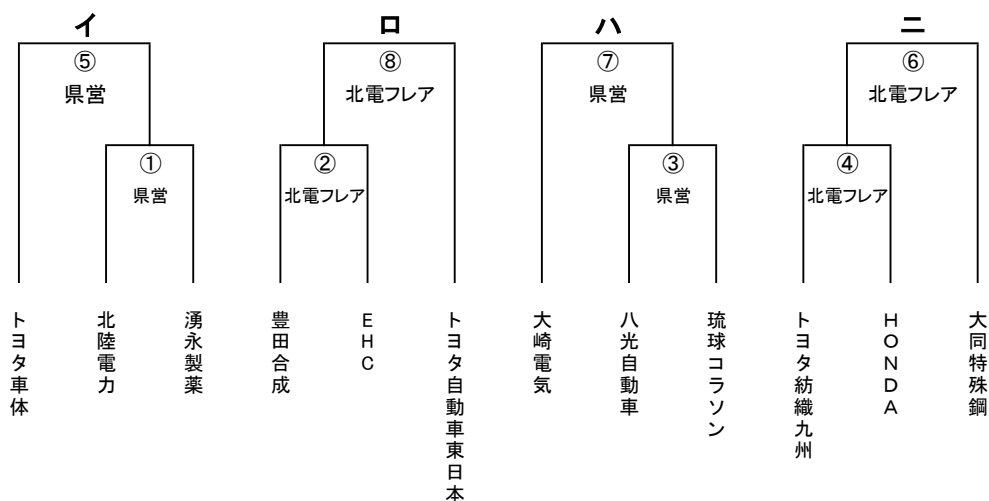 イ ロ ハ ニ
⑤ ⑧ ⑦ ⑥
県営 北電フレア 県営 北電フレア
① ② ③ ④
県営 北電フレア 県営 北電フレア
トヨタ車体
北陸電力
湧永製薬
豊田合成
EHC
トヨタ自動車東日本
大崎電気
八光自動車
琉球コラソン
トヨタ紡織九州
HONDA
大同特殊鋼